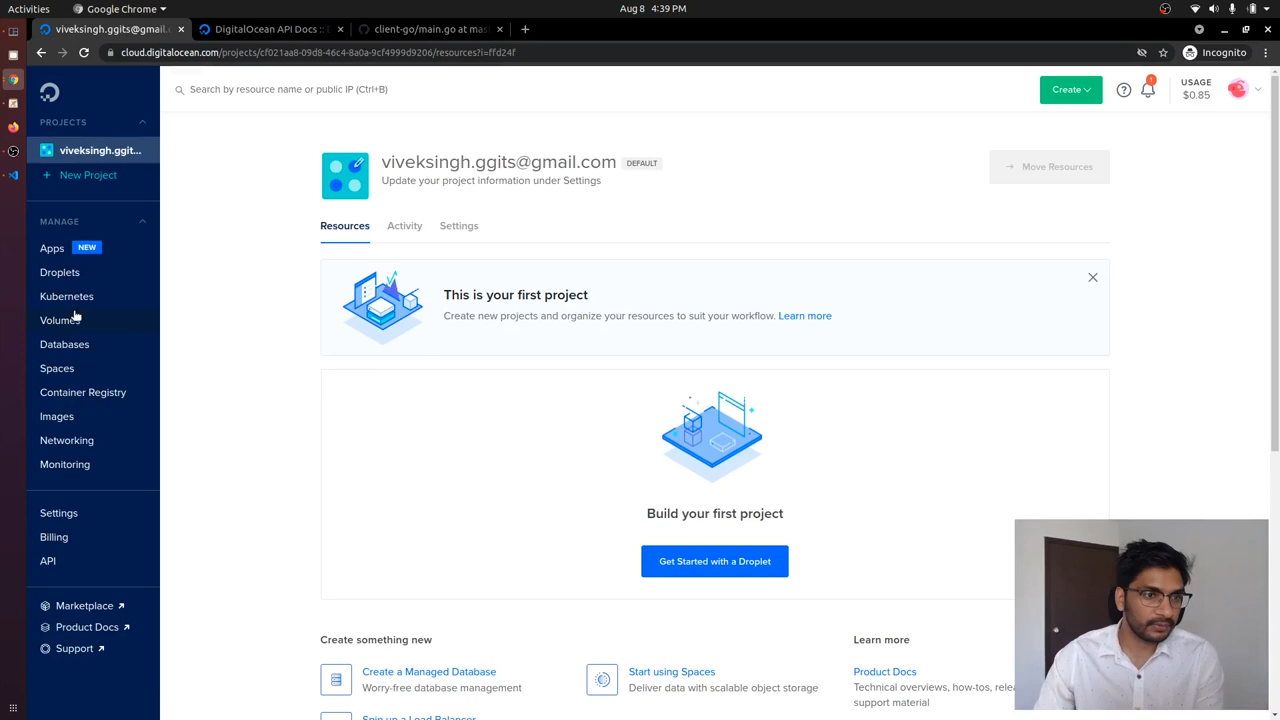 Google Chrome
Aug 8 4:39 PM
viveksingh.ggits@gmail.
DigitalOcean API Docs ::
client-go/main.go at mas
cloud.digitalocean.com/projects/cf021aa8-09d8-46c4-8a0a-9cf4999d9206/resources?i=ffd24f
Incognito
Search by resource name or public IP (Ctrl+B)
Create
1
USAGE
$0.85
PROJECTS
viveksingh.ggit...
+ New Project
MANAGE
Apps NEW
Droplets
Kubernetes
Volumes
Databases
Spaces
Container Registry
Images
Networking
Monitoring
Settings
Billing
API
Marketplace
Product Docs
Support
viveksingh.ggits@gmail.com DEFAULT
Update your project information under Settings
→ Move Resources
Resources Activity Settings
This is your first project
Create new projects and organize your resources to suit your workflow. Learn more
Build your first project
Get Started with a Droplet
Create something new
Create a Managed Database
Worry-free database management
Start using Spaces
Deliver data with scalable object storage
Spin up a Load Balancer
Learn more
Product Docs
Technical overviews, how-tos, relea
support material